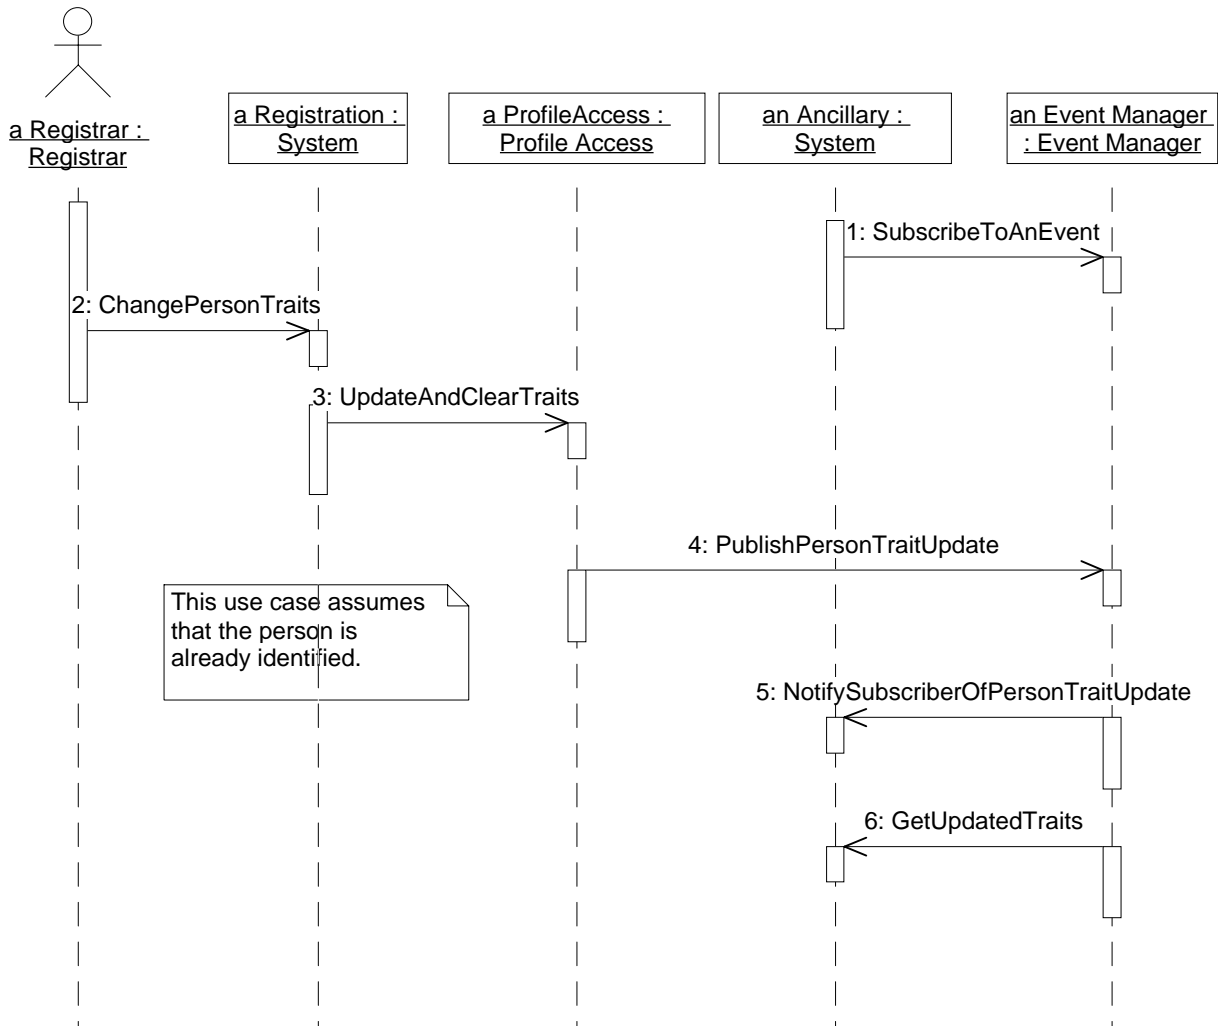 a Registrar :
Registrar
a Registration :
System
a ProfileAccess :
Profile Access
an Ancillary :
System
an Event Manager
: Event Manager
1: SubscribeToAnEvent
2: ChangePersonTraits
3: UpdateAndClearTraits
4: PublishPersonTraitUpdate
This use case assumes
that the person is
already identified.
5: NotifySubscriberOfPersonTraitUpdate
6: GetUpdatedTraits